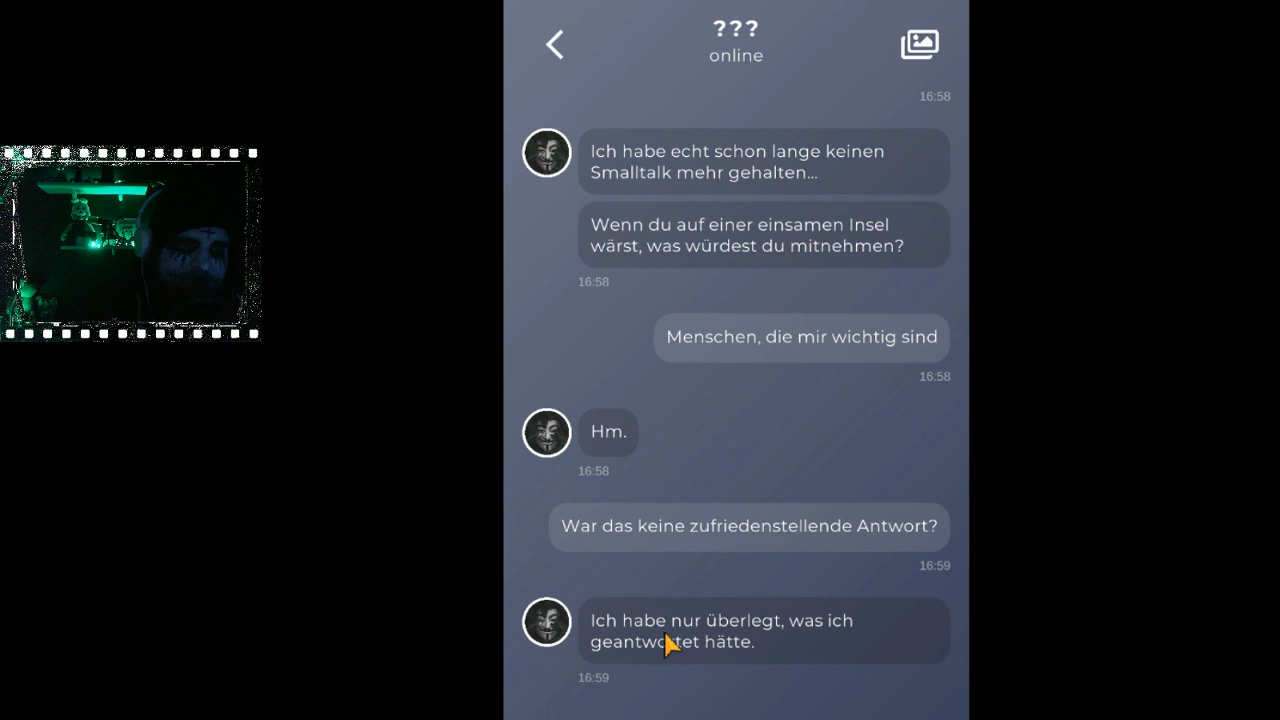 ???
online
16:58
Ich habe echt schon lange keinen
Smalltalk mehr gehalten...
Wenn du auf einer einsamen Insel
wärst, was würdest du mitnehmen?
16:58
Menschen, die mir wichtig sind
16:58
Hm.
16:58
War das keine zufriedenstellende Antwort?
16:59
Ich habe nur überlegt, was ich
geantwortet hätte.
16:59